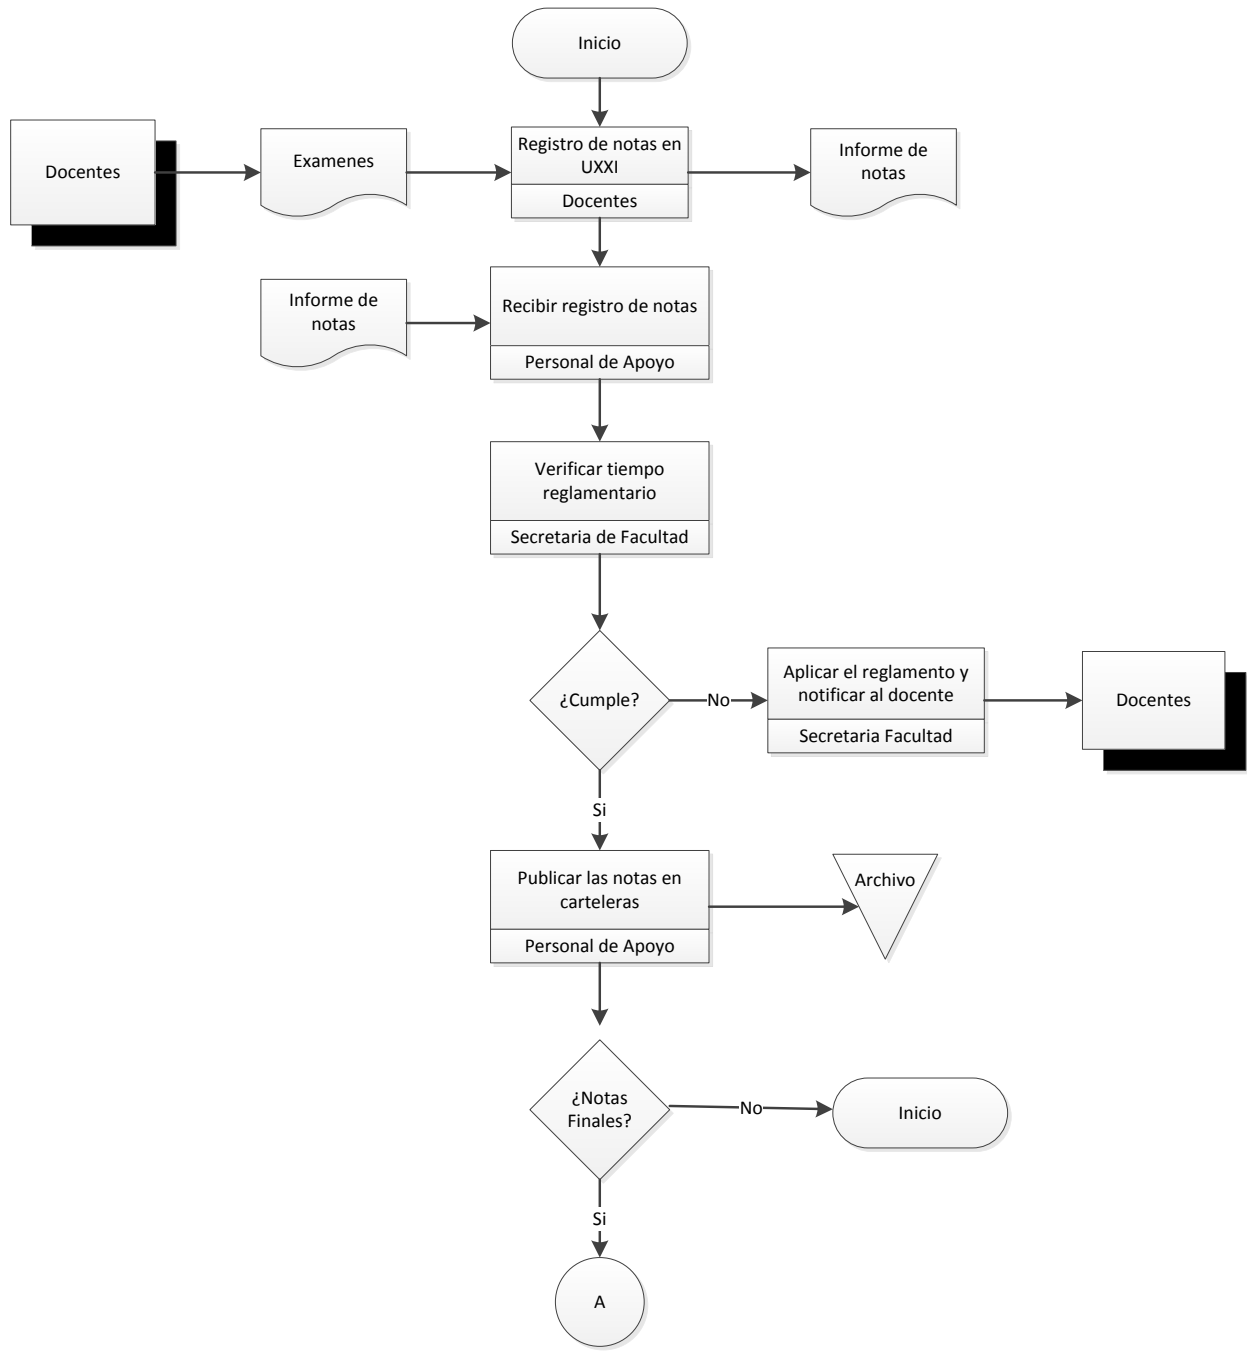 Inicio
Docentes
Examenes
Registro de notas en
UXXI
Docentes
Informe de
notas
Informe de
notas
Recibir registro de notas
Personal de Apoyo
Verificar tiempo
reglamentario
Secretaria de Facultad
¿Cumple?
No
Aplicar el reglamento y
notificar al docente
Secretaria Facultad
Docentes
Si
Publicar las notas en
carteleras
Personal de Apoyo
Archivo
¿Notas
Finales?
No
Inicio
Si
A